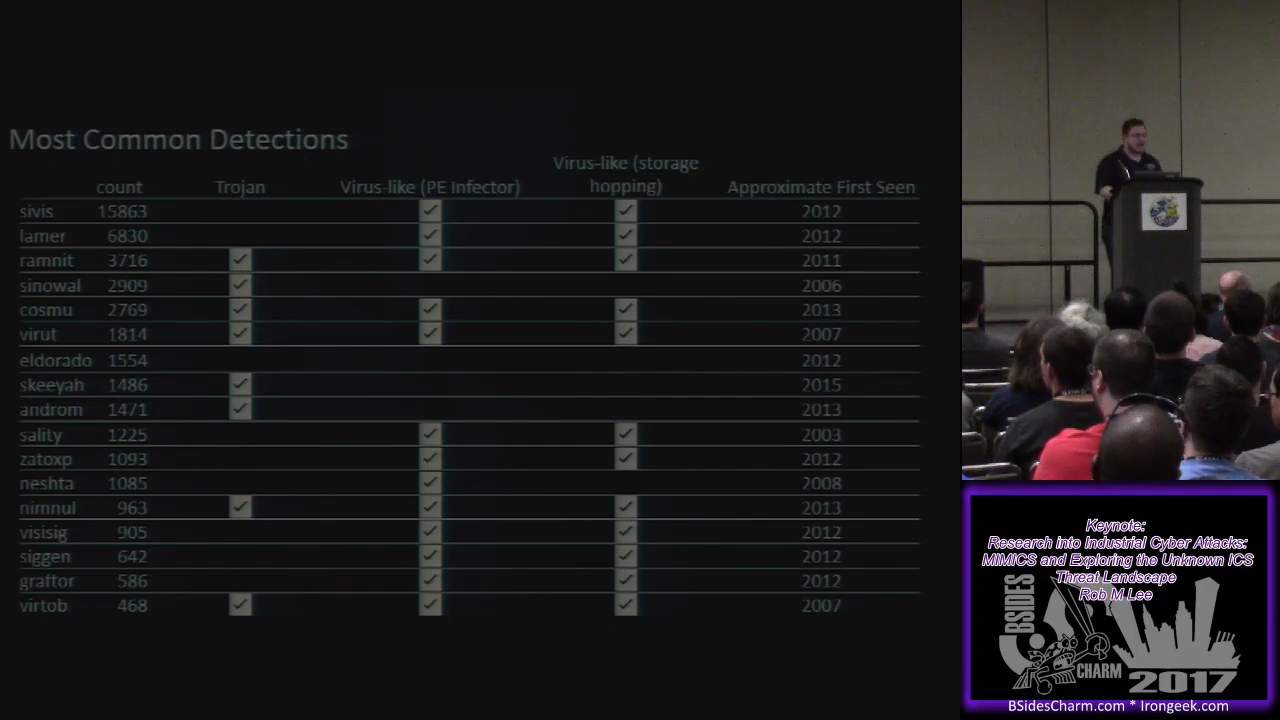 Most Common Detections
count Trojan Virus-like (PE Infector) Virus-like (storage hopping) Approximate First Seen
sivis 15863 ✓ ✓ 2012
lamer 6830 ✓ ✓ 2012
ramnit 3716 ✓ ✓ ✓ 2011
sinowal 2909 ✓ 2006
cosmu 2769 ✓ ✓ ✓ 2013
virut 1814 ✓ ✓ ✓ 2007
eldorado 1554 2012
skeeyah 1486 ✓ 2015
androm 1471 ✓ 2013
sality 1225 ✓ ✓ 2003
zatoxp 1093 ✓ ✓ 2012
neshta 1085 ✓ 2008
nimnul 963 ✓ ✓ ✓ 2013
visisig 905 ✓ ✓ 2012
siggen 642 ✓ ✓ 2012
graftor 586 ✓ ✓ 2012
virtob 468 ✓ ✓ ✓ 2007
Keynote:
Research into Industrial Cyber Attacks:
MIMICS and Exploring the Unknown ICS
Threat Landscape
Rob M Lee
BSIDES
CHARM
2017
BSidesCharm.com * Irongeek.com